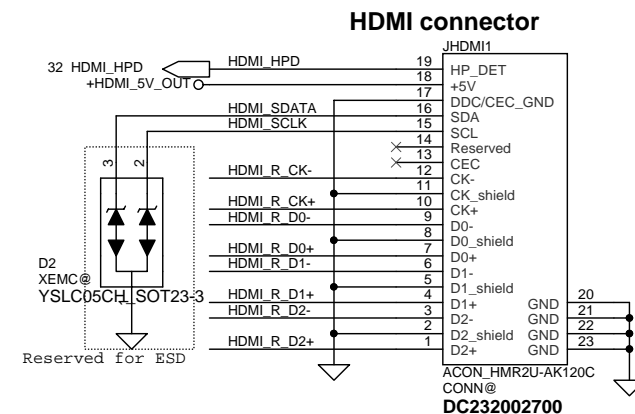 HDMI connector
JHDMI1
32 HDMI_HPD
HDMI_HPD
19
HP_DET
+HDMI_5V_OUT
18
+5V
17
DDC/CEC_GND
HDMI_SDATA
16
SDA
HDMI_SCLK
15
SCL
14
Reserved
13
CEC
3
2
HDMI_R_CK-
12
CK-
11
CK_shield
HDMI_R_CK+
10
CK+
HDMI_R_D0-
9
D0-
8
D0_shield
HDMI_R_D0+
7
D0+
HDMI_R_D1-
6
D1-
5
D1_shield
HDMI_R_D1+
4
D1+
GND
20
HDMI_R_D2-
3
D2-
GND
21
2
D2_shield
GND
22
HDMI_R_D2+
1
D2+
GND
23
D2
XEMC@
YSLC05CH_SOT23-3
1
Reserved for ESD
ACON_HMR2U-AK120C
CONN@
DC232002700